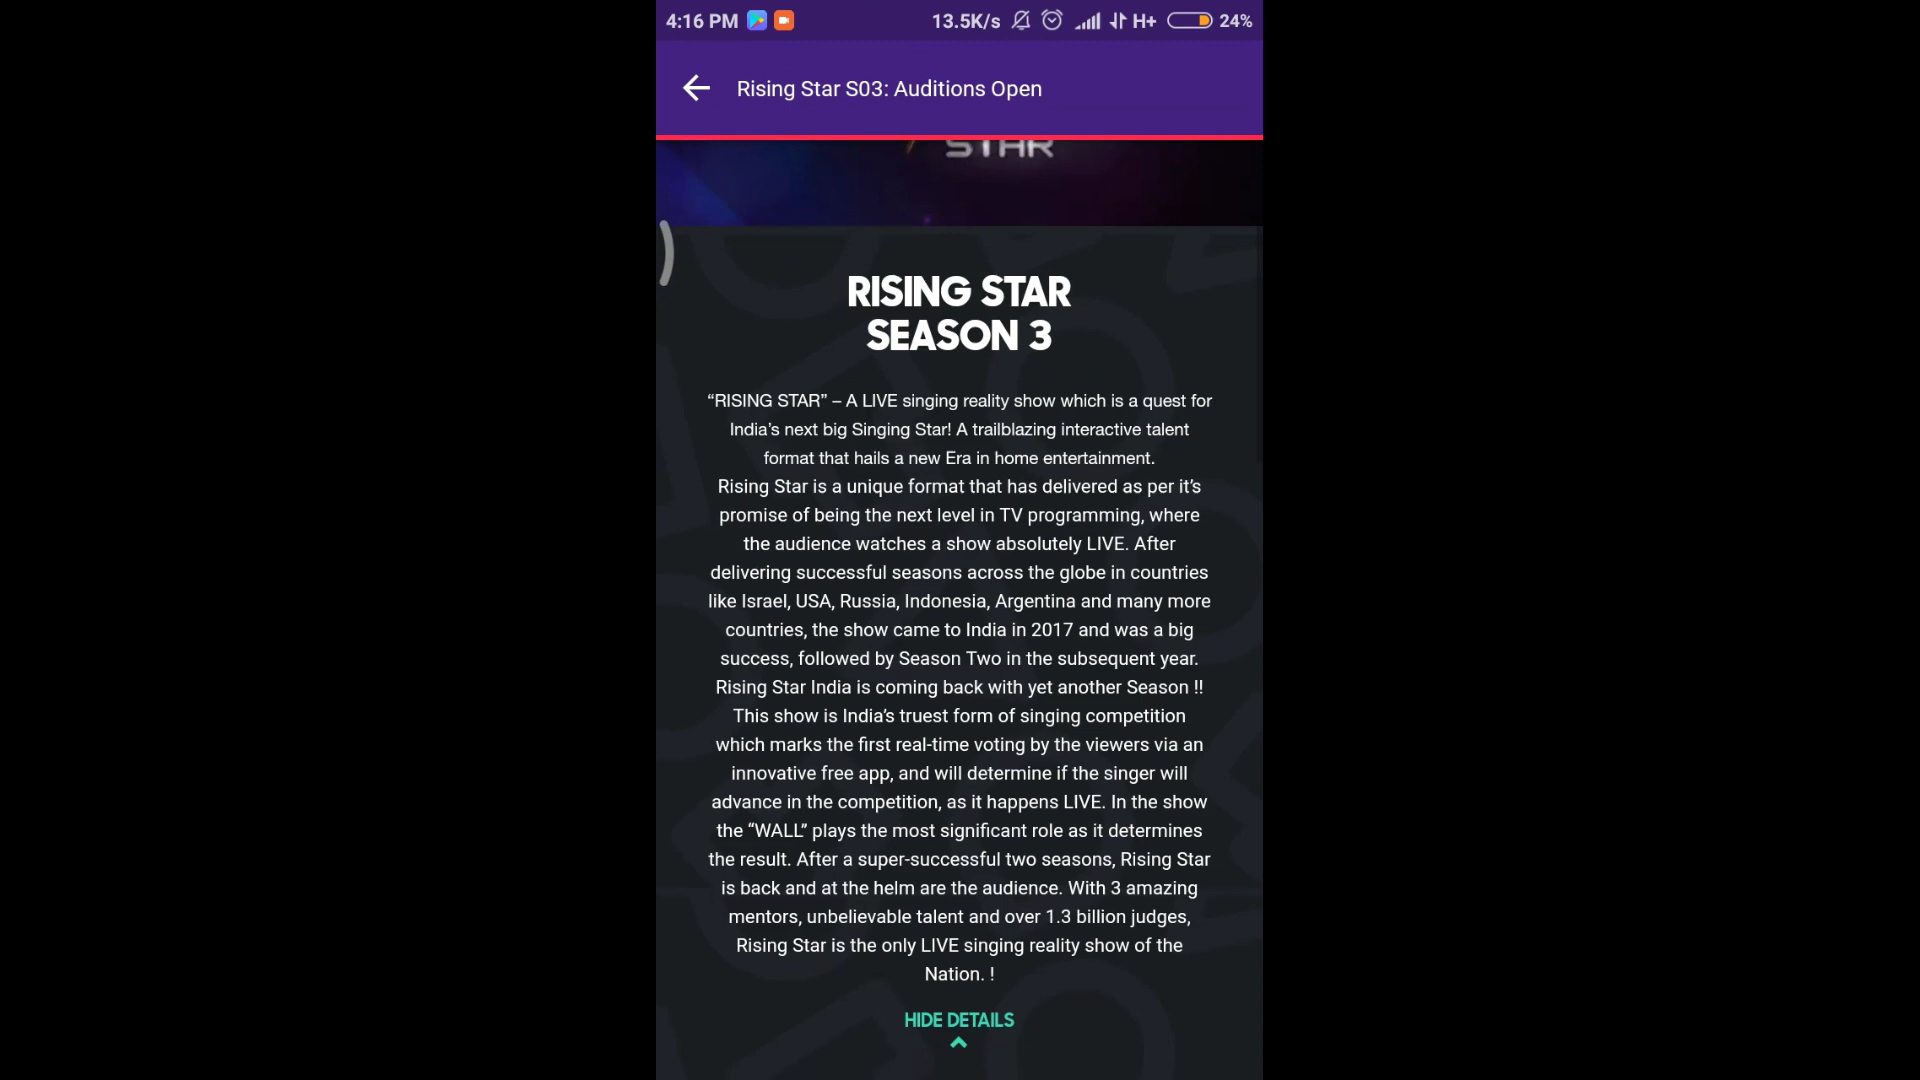 4:16 PM 13.5K/s H+ 24%
Rising Star S03: Auditions Open
STAR
RISING STAR
SEASON 3
“RISING STAR” – A LIVE singing reality show which is a quest for
India’s next big Singing Star! A trailblazing interactive talent
format that hails a new Era in home entertainment.
Rising Star is a unique format that has delivered as per it’s
promise of being the next level in TV programming, where
the audience watches a show absolutely LIVE. After
delivering successful seasons across the globe in countries
like Israel, USA, Russia, Indonesia, Argentina and many more
countries, the show came to India in 2017 and was a big
success, followed by Season Two in the subsequent year.
Rising Star India is coming back with yet another Season !!
This show is India’s truest form of singing competition
which marks the first real-time voting by the viewers via an
innovative free app, and will determine if the singer will
advance in the competition, as it happens LIVE. In the show
the “WALL” plays the most significant role as it determines
the result. After a super-successful two seasons, Rising Star
is back and at the helm are the audience. With 3 amazing
mentors, unbelievable talent and over 1.3 billion judges,
Rising Star is the only LIVE singing reality show of the
Nation. !
HIDE DETAILS